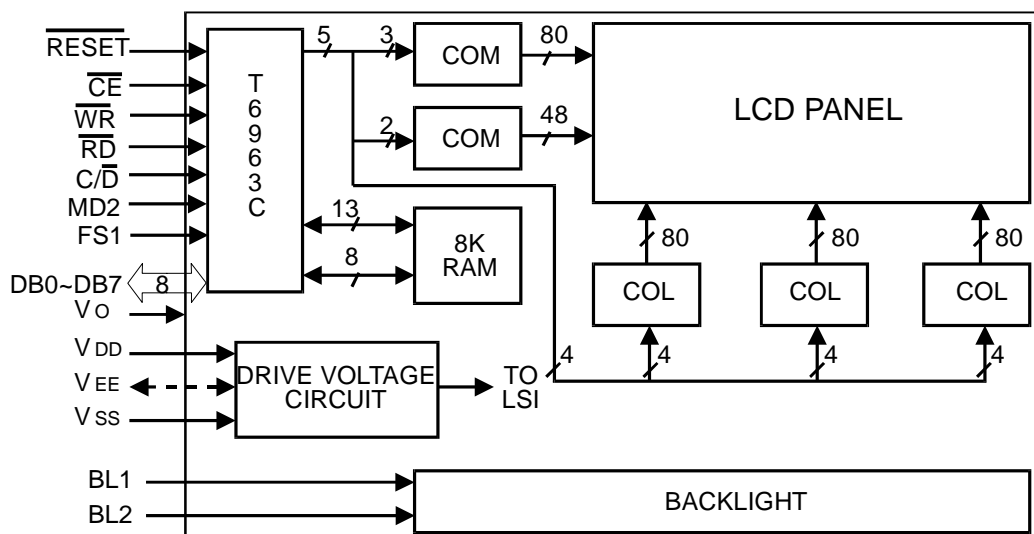 RESET
CE
WR
RD
C/D
MD2
FS1
DB0~DB7
8
VO
VDD
VEE
VSS
BL1
BL2
T6963C
5
3
2
13
8
COM
80
COM
48
8K
RAM
LCD PANEL
80
80
80
COL
COL
COL
4
4
4
4
DRIVE VOLTAGE
CIRCUIT
TO
LSI
BACKLIGHT